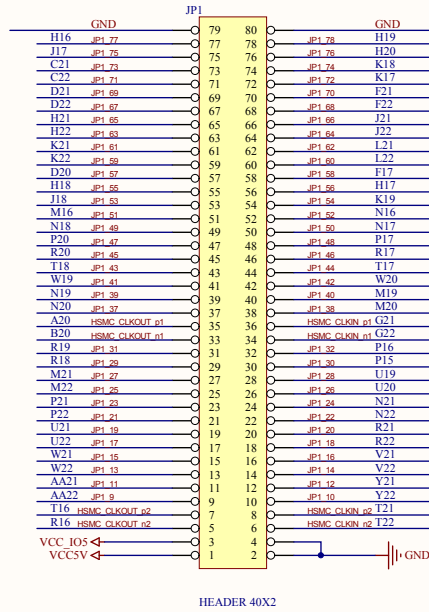 JP1
GND 79 80 GND
H16 JP1_77 77 78 JP1_78 H19
J17 JP1_75 75 76 JP1_76 H20
C21 JP1_73 73 74 JP1_74 K18
C22 JP1_71 71 72 JP1_72 K17
D21 JP1_69 69 70 JP1_70 F21
D22 JP1_67 67 68 JP1_68 F22
H21 JP1_65 65 66 JP1_66 J21
H22 JP1_63 63 64 JP1_64 J22
K21 JP1_61 61 62 JP1_62 L21
K22 JP1_59 59 60 JP1_60 L22
D20 JP1_57 57 58 JP1_58 F17
H18 JP1_55 55 56 JP1_56 H17
J18 JP1_53 53 54 JP1_54 K19
M16 JP1_51 51 52 JP1_52 N16
N18 JP1_49 49 50 JP1_50 N17
P20 JP1_47 47 48 JP1_48 P17
R20 JP1_45 45 46 JP1_46 R17
T18 JP1_43 43 44 JP1_44 T17
W19 JP1_41 41 42 JP1_42 W20
N19 JP1_39 39 40 JP1_40 M19
N20 JP1_37 37 38 JP1_38 M20
A20 HSMC_CLKOUT_p1 35 36 HSMC_CLKIN_p1 G21
B20 HSMC_CLKOUT_n1 33 34 HSMC_CLKIN_n1 G22
R19 JP1_31 31 32 JP1_32 P16
R18 JP1_29 29 30 JP1_30 P15
M21 JP1_27 27 28 JP1_28 U19
M22 JP1_25 25 26 JP1_26 U20
P21 JP1_23 23 24 JP1_24 N21
P22 JP1_21 21 22 JP1_22 N22
U21 JP1_19 19 20 JP1_20 R21
U22 JP1_17 17 18 JP1_18 R22
W21 JP1_15 15 16 JP1_16 V21
W22 JP1_13 13 14 JP1_14 V22
AA21 JP1_11 11 12 JP1_12 Y21
AA22 JP1_9 9 10 JP1_10 Y22
T16 HSMC_CLKOUT_p2 7 8 HSMC_CLKIN_p2 T21
R16 HSMC_CLKOUT_n2 5 6 HSMC_CLKIN_n2 T22
VCC_IO5 3 4
VCC5V 1 2 GND
HEADER 40X2